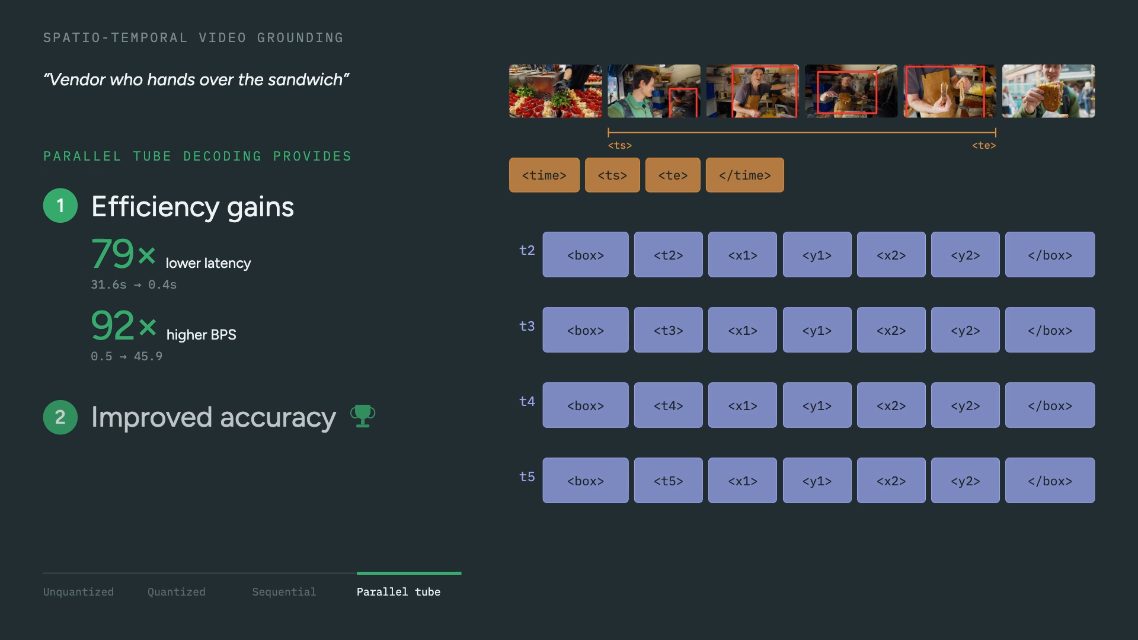 SPATIO-TEMPORAL VIDEO GROUNDING
“Vendor who hands over the sandwich”
PARALLEL TUBE DECODING PROVIDES
1 Efficiency gains
79× lower latency
31.6s → 0.4s
92× higher BPS
0.5 → 45.9
2 Improved accuracy
Unquantized Quantized Sequential Parallel tube
<ts> <te>
<time> <ts> <te> </time>
t2 <box> <t2> <x1> <y1> <x2> <y2> </box>
t3 <box> <t3> <x1> <y1> <x2> <y2> </box>
t4 <box> <t4> <x1> <y1> <x2> <y2> </box>
t5 <box> <t5> <x1> <y1> <x2> <y2> </box>